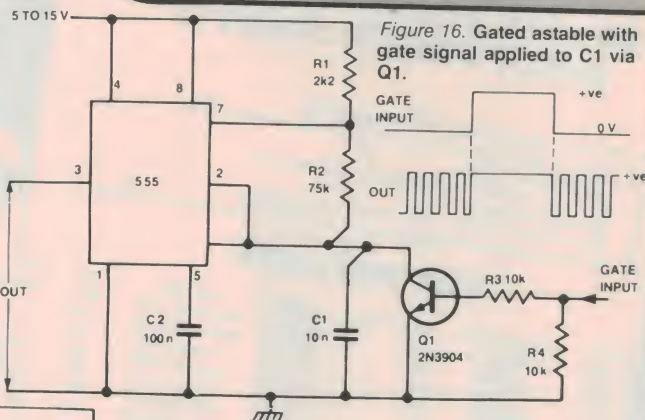 5 TO 15 V
Figure 16. Gated astable with
gate signal applied to C1 via
Q1.
R1
2k2
4
8
7
GATE
INPUT
+ve
0 V
3
555
2
R2
75k
OUT
+ve
1
5
OUT
C2
100n
C1
10n
Q1
2N3904
R3 10k
GATE
INPUT
R4
10k